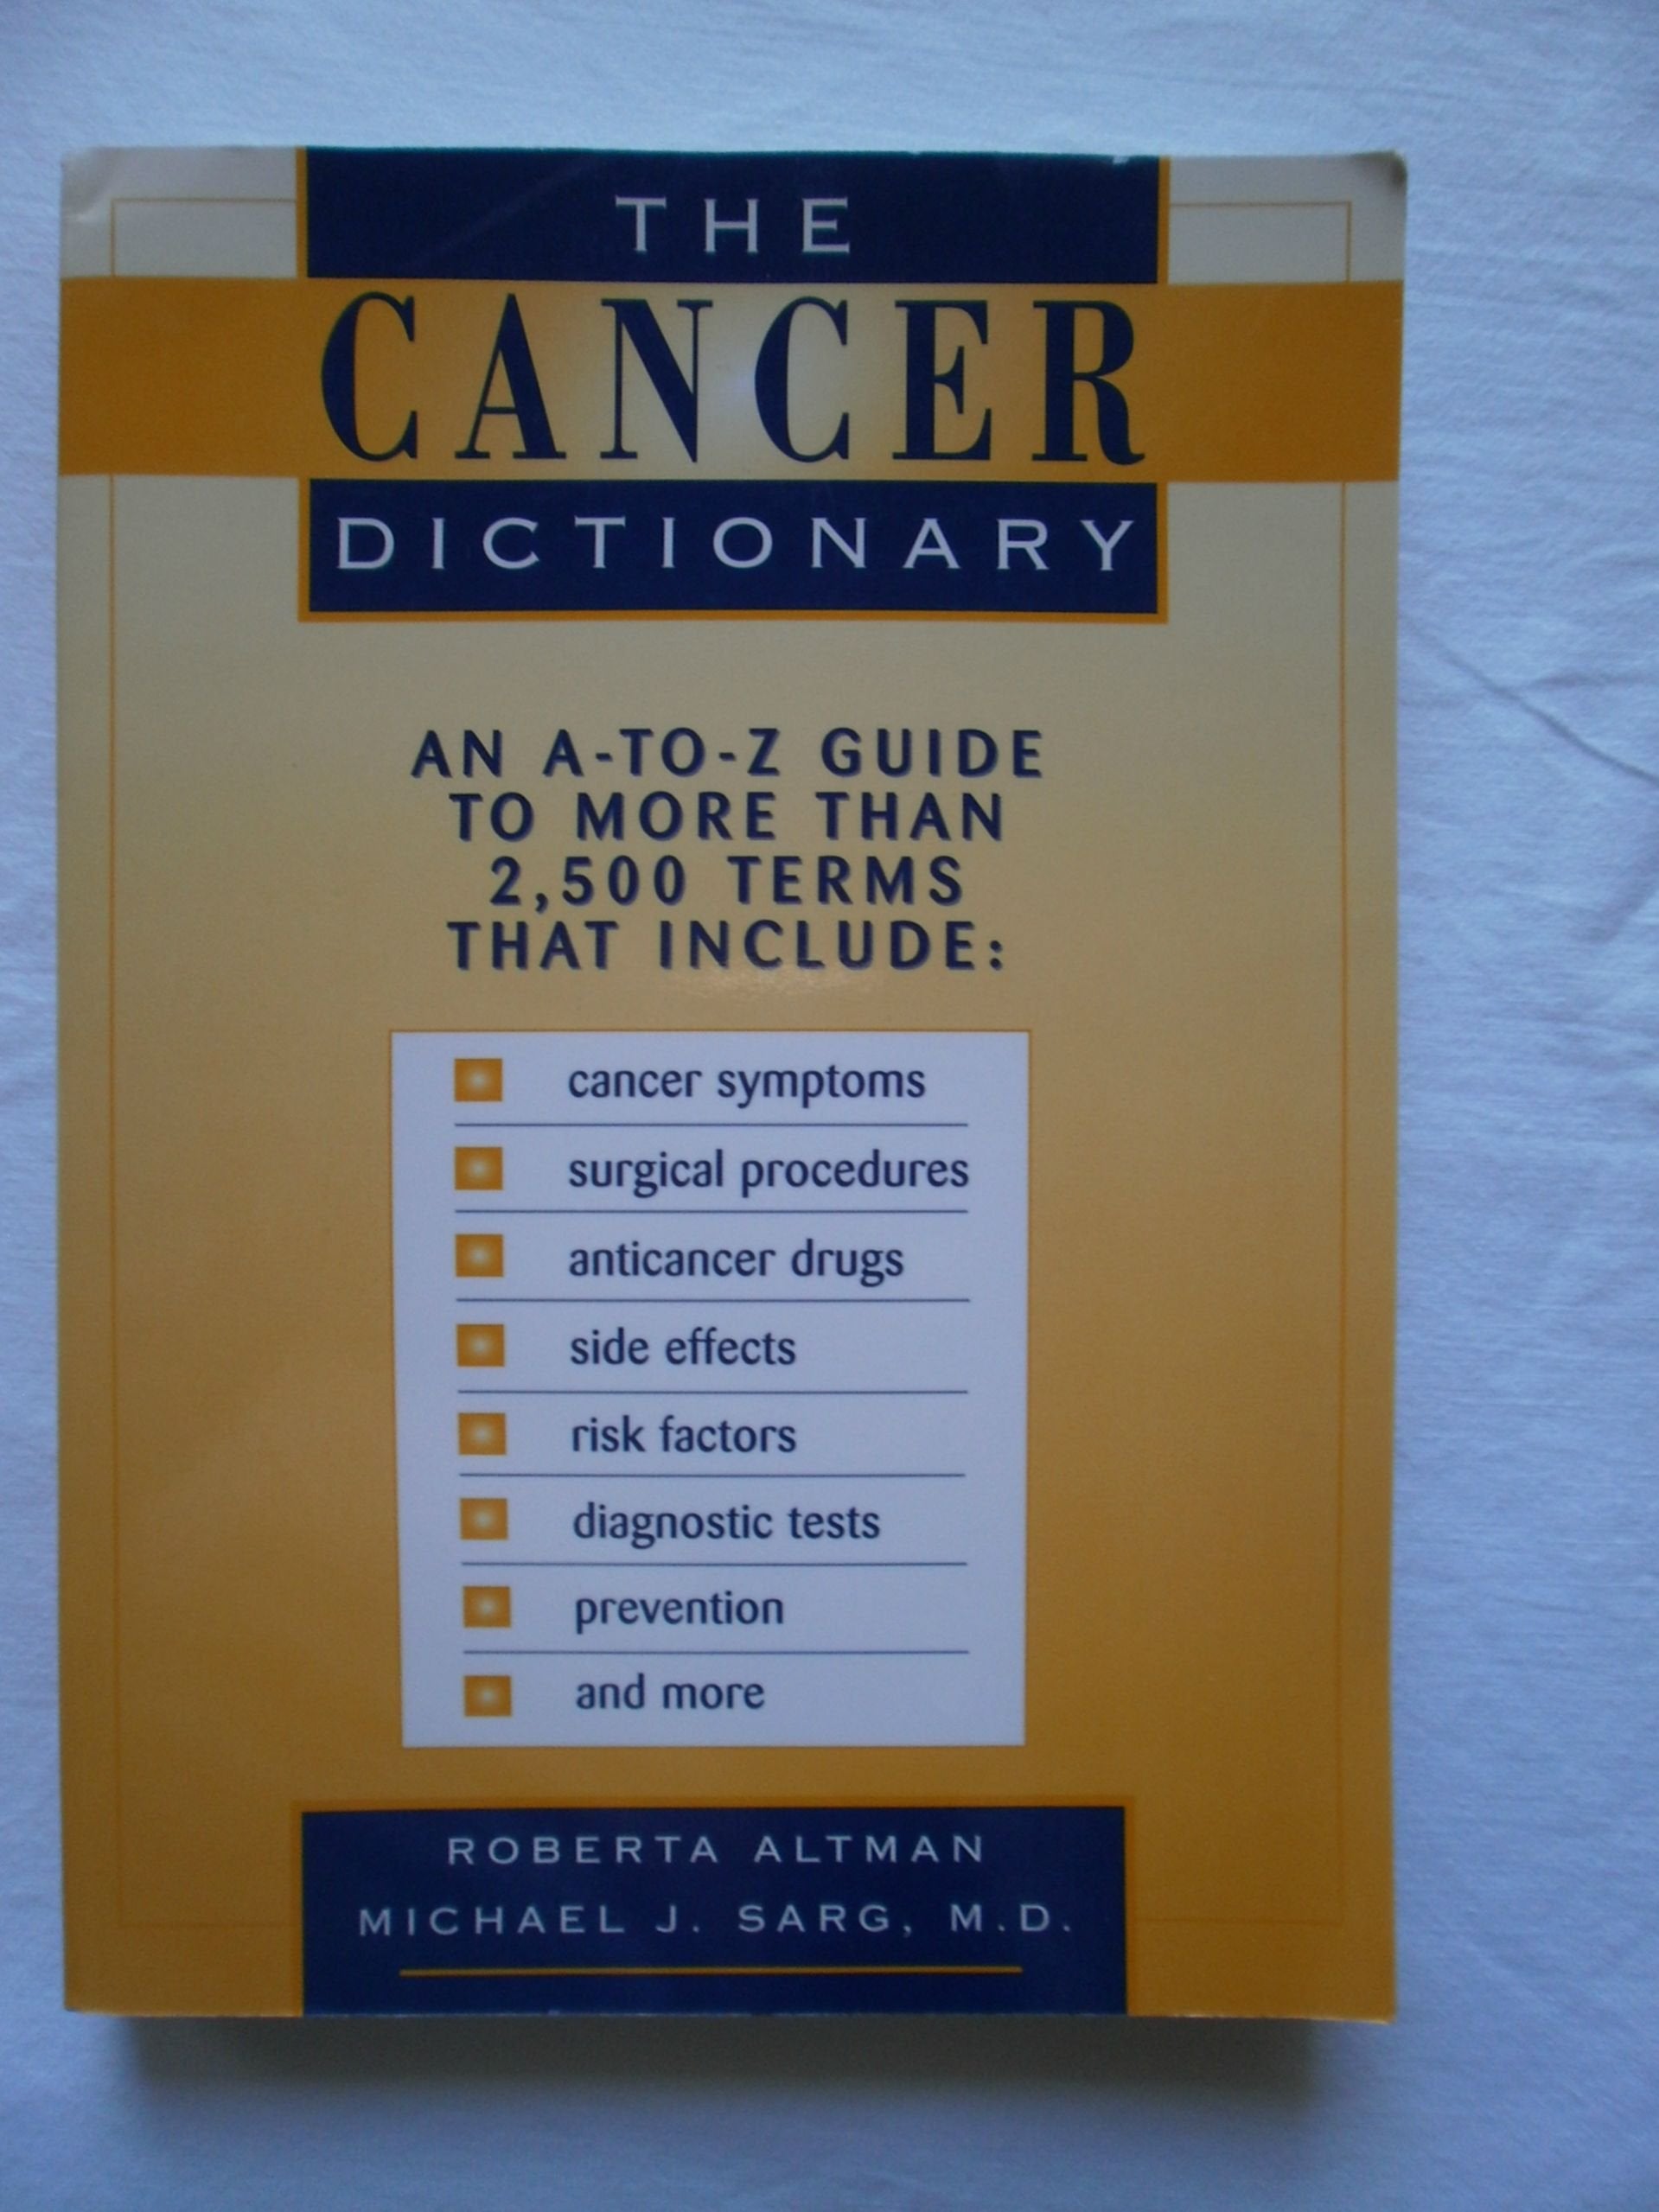 THE
CANCER
DICTIONARY
AN A-TO-Z GUIDE
TO MORE THAN
2,500 TERMS
THAT INCLUDE:
cancer symptoms
surgical procedures
anticancer drugs
side effects
risk factors
diagnostic tests
prevention
and more
ROBERTA ALTMAN
MICHAEL J. SARG, M.D.